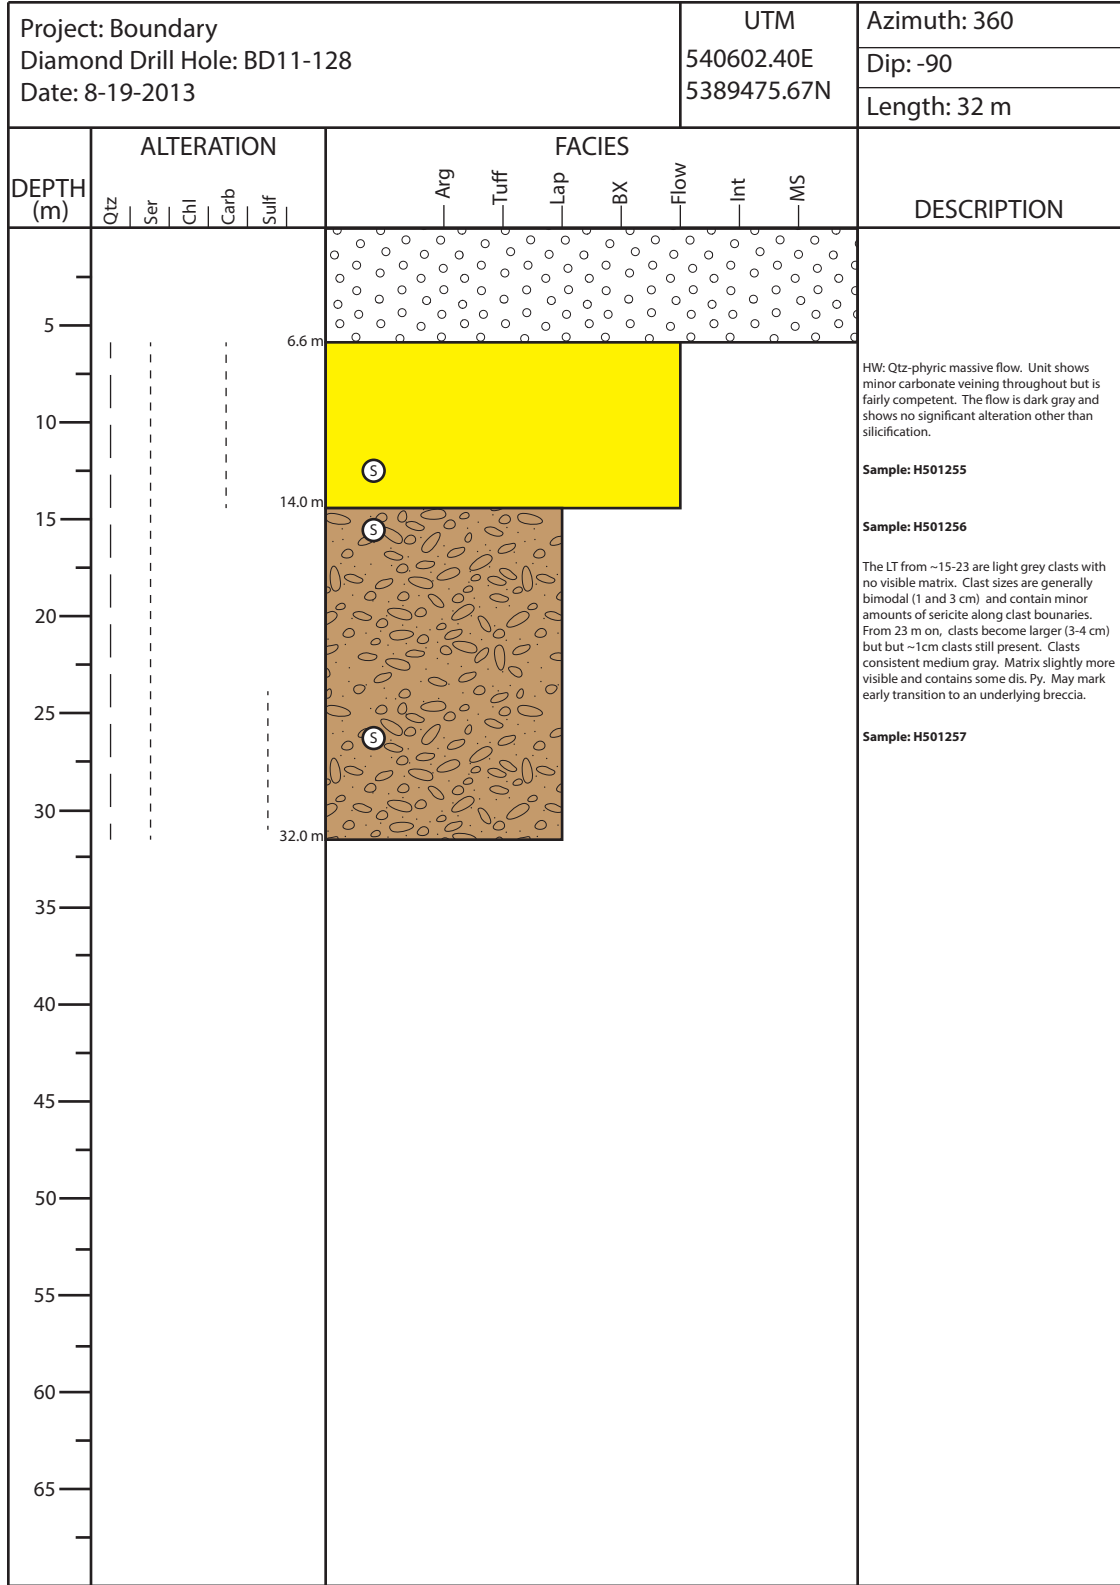 Project: Boundary
Diamond Drill Hole: BD11-128
Date: 8-19-2013
UTM
540602.40E
5389475.67N
Azimuth: 360
Dip: -90
Length: 32 m
DEPTH
(m)
ALTERATION
Qtz
Ser
Chl
Carb
Sulf
FACIES
Arg
Tuff
Lap
BX
Flow
Int
MS
DESCRIPTION
5
6.6 m
HW: Qtz-phyric massive flow. Unit shows
minor carbonate veining throughout but is
fairly competent. The flow is dark gray and
shows no significant alteration other than
silicification.
10
S
Sample: H501255
14.0 m
15
S
Sample: H501256
The LT from ~15-23 are light grey clasts with
no visible matrix. Clast sizes are generally
bimodal (1 and 3 cm) and contain minor
amounts of sericite along clast bounaries.
From 23 m on, clasts become larger (3-4 cm)
but but ~1cm clasts still present. Clasts
consistent medium gray. Matrix slightly more
visible and contains some dis. Py. May mark
early transition to an underlying breccia.
20
25
S
Sample: H501257
30
32.0 m
35
40
45
50
55
60
65